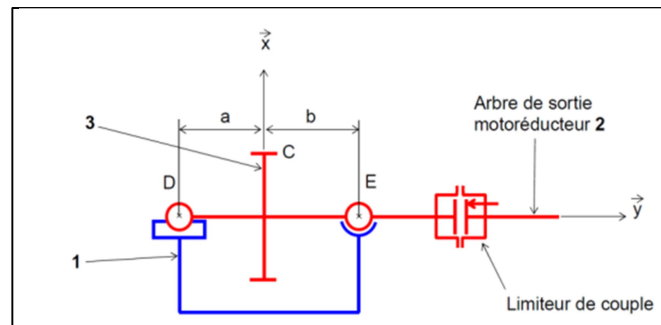 x
a
b
3
C
D
E
Arbre de sortie
motoréducteur 2
y
1
Limiteur de couple